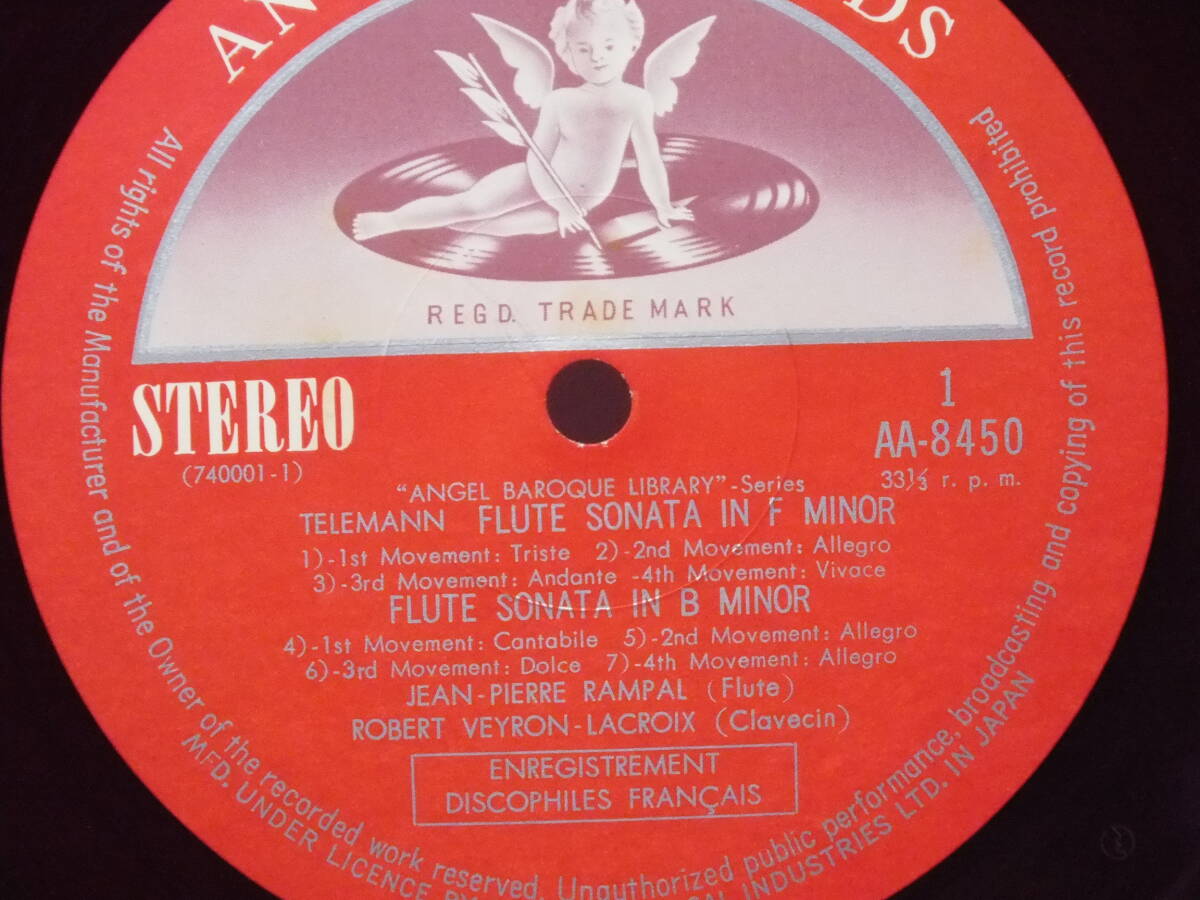 REGD. TRADE MARK
STEREO
(740001-1)
1
AA-8450
33⅓ r. p. m.
"ANGEL BAROQUE LIBRARY"-Series
TELEMANN FLUTE SONATA IN F MINOR
1)-1st Movement: Triste 2)-2nd Movement: Allegro
3)-3rd Movement: Andante -4th Movement: Vivace
FLUTE SONATA IN B MINOR
4)-1st Movement: Cantabile 5)-2nd Movement: Allegro
6)-3rd Movement: Dolce 7)-4th Movement: Allegro
JEAN-PIERRE RAMPAL (Flute)
ROBERT VEYRON-LACROIX (Clavecin)
ENREGISTREMENT
DISCOPHILES FRANÇAIS
All rights of the Manufacturer and of the Owner of the recorded work reserved. Unauthorized public performance, broadcasting and copying of this record prohibited
MFD. UNDER LICENCE INDUSTRIES LTD. IN JAPAN